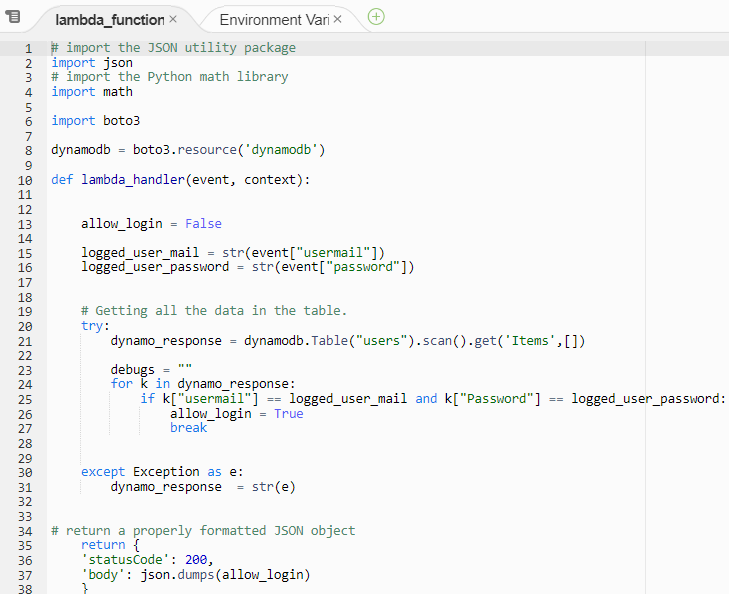 lambda_function × Environment Vari ×
1 # import the JSON utility package
2 import json
3 # import the Python math library
4 import math
5
6 import boto3
7
8 dynamodb = boto3.resource('dynamodb')
9
10 def lambda_handler(event, context):
11
12
13     allow_login = False
14
15     logged_user_mail = str(event["usermail"])
16     logged_user_password = str(event["password"])
17
18
19     # Getting all the data in the table.
20     try:
21         dynamo_response = dynamodb.Table("users").scan().get('Items',[])
22
23         debugs = ""
24         for k in dynamo_response:
25             if k["usermail"] == logged_user_mail and k["Password"] == logged_user_password:
26                 allow_login = True
27                 break
28
29
30     except Exception as e:
31         dynamo_response  = str(e)
32
33
34 # return a properly formatted JSON object
35     return {
36     'statusCode': 200,
37     'body': json.dumps(allow_login)
38     }